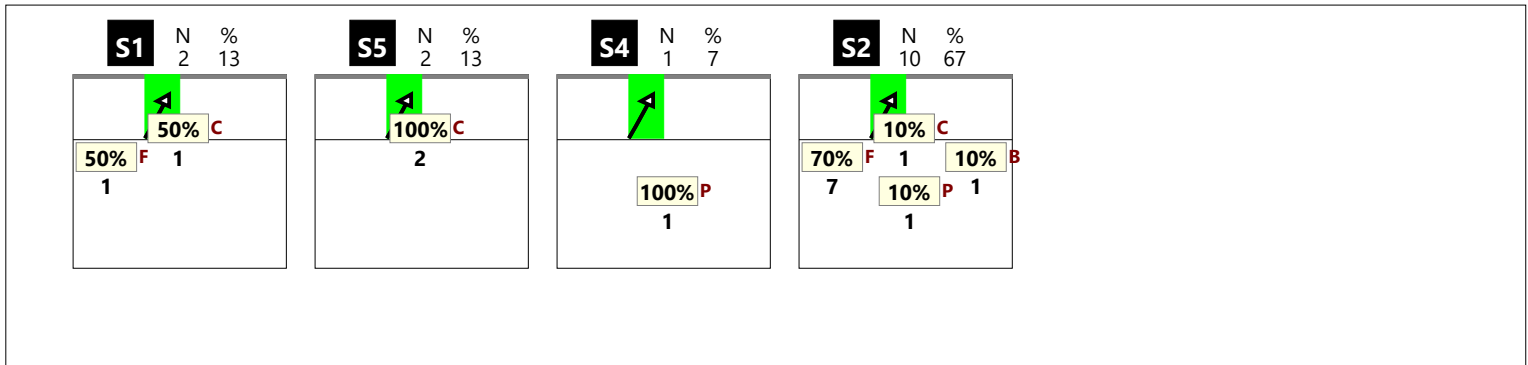 S1 N %
2 13
50% C
50% F 1
1
S5 N %
2 13
100% C
2
S4 N %
1 7
100% P
1
S2 N %
10 67
10% C
70% F 1 10% B
7 10% P 1
1